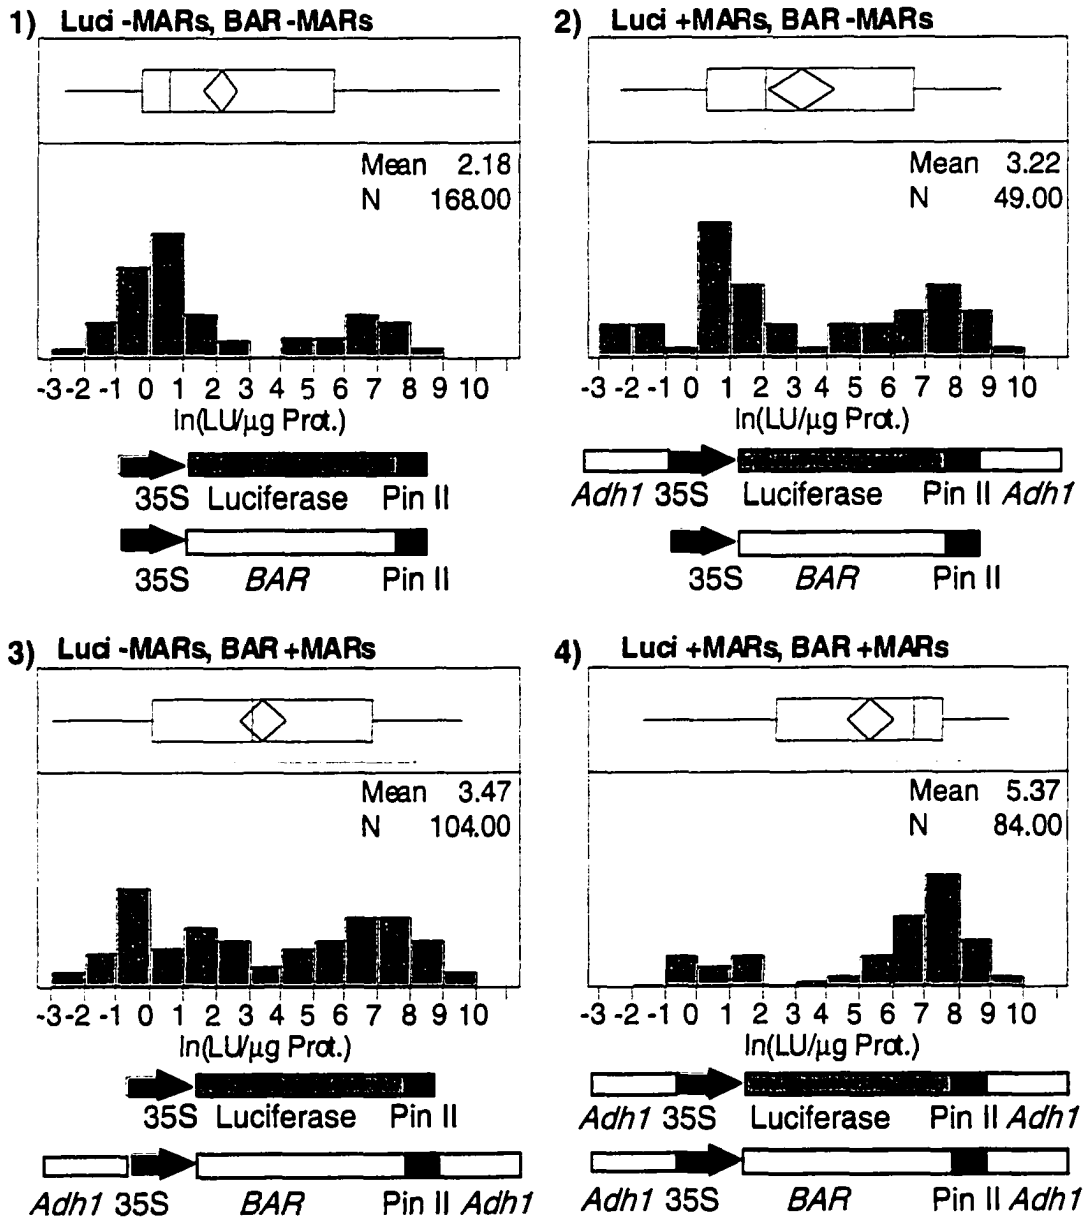 1) Luci -MARs, BAR -MARs
Mean 2.18
N 168.00
-3 -2 -1 0 1 2 3 4 5 6 7 8 9 10
ln(LU/µg Prot.)
35S Luciferase Pin II
35S BAR Pin II
2) Luci +MARs, BAR -MARs
Mean 3.22
N 49.00
-3 -2 -1 0 1 2 3 4 5 6 7 8 9 10
ln(LU/µg Prot.)
Adh1 35S Luciferase Pin II Adh1
35S BAR Pin II
3) Luci -MARs, BAR +MARs
Mean 3.47
N 104.00
-3 -2 -1 0 1 2 3 4 5 6 7 8 9 10
ln(LU/µg Prot.)
35S Luciferase Pin II
Adh1 35S BAR Pin II Adh1
4) Luci +MARs, BAR +MARs
Mean 5.37
N 84.00
-3 -2 -1 0 1 2 3 4 5 6 7 8 9 10
ln(LU/µg Prot.)
Adh1 35S Luciferase Pin II Adh1
Adh1 35S BAR Pin II Adh1